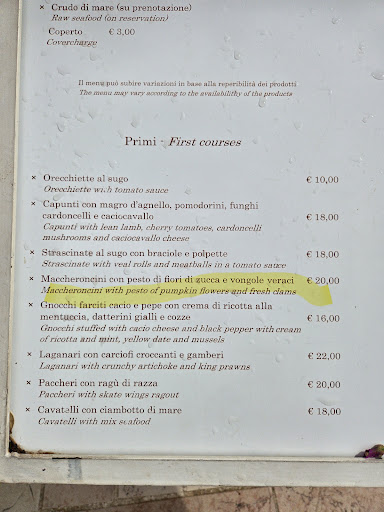 × Crudo di mare (su prenotazione)
Raw seafood (on reservation)
Coperto € 3,00
Covercharge
Il menu può subire variazioni in base alla reperibilità dei prodotti
The menu may vary according to the availabilithy of the products
Primi - First courses
× Orecchiette al sugo € 10,00
Orecchiette with tomato sauce
× Capunti con magro d'agnello, pomodorini, funghi
cardoncelli e caciocavallo € 18,00
Capunti with lean lamb, cherry tomatoes, cardoncelli
mushrooms and caciocavallo cheese
× Strascinate al sugo con braciole e polpette € 18,00
Strascinate with veal rolls and meatballs in a tomato sauce
× Maccheroncini con pesto di fiori di zucca e vongole veraci € 20,00
Maccheroncini with pesto of pumpkin flowers and fresh clams
× Gnocchi farciti cacio e pepe con crema di ricotta alla
mentuccia, datterini gialli e cozze € 16,00
Gnocchi stuffed with cacio cheese and black pepper with cream
of ricotta and mint, yellow date and mussels
× Laganari con carciofi croccanti e gamberi € 22,00
Laganari with crunchy artichoke and king prawns
× Paccheri con ragù di razza € 20,00
Paccheri with skate wings ragout
× Cavatelli con ciambotto di mare € 18,00
Cavatelli with mix seafood